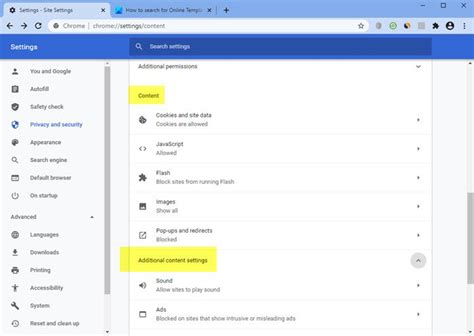 Settings - Site Settings
How to search for Online Templ
Chrome | chrome://settings/content
Settings
Search settings
Additional permissions
You and Google
Autofill
Safety check
Privacy and security
Appearance
Search engine
Default browser
On startup
Advanced
Languages
Downloads
Printing
Accessibility
System
Reset and clean up
Content
Cookies and site data
Cookies are allowed
JavaScript
Allowed
Flash
Block sites from running Flash
Images
Show all
Pop-ups and redirects
Blocked
Additional content settings
Sound
Allow sites to play sound
Ads
Blocked on sites that show intrusive or misleading ads